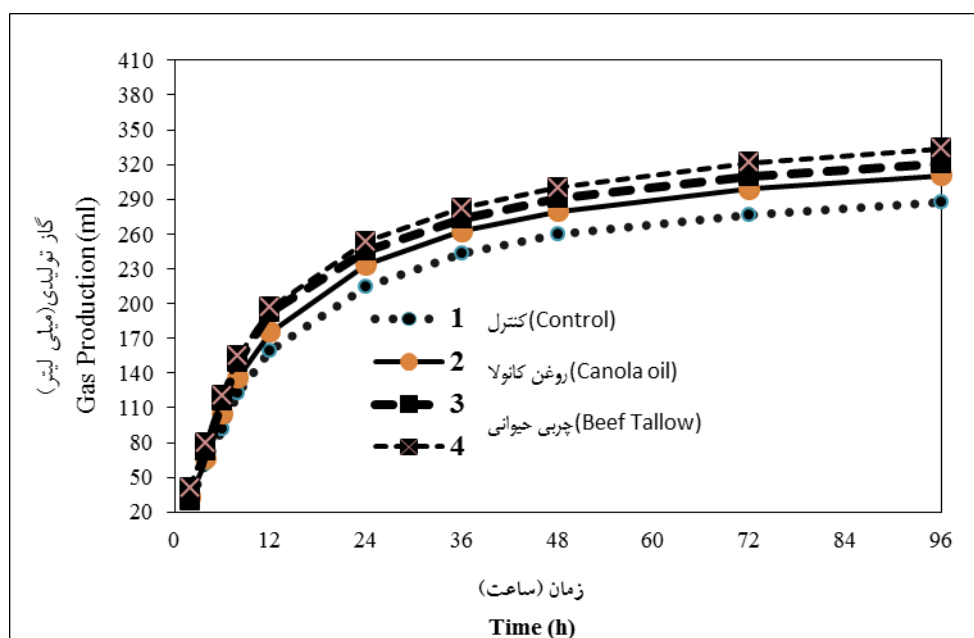 410
380
350
320
290
260
230
200
170
140
110
80
50
20
گاز تولیدی(میلی لیتر)
Gas Production (ml)
1 کنترل(Control)
2 روغن کانولا(Canola oil)
3 چربی حیوانی(Beef Tallow)
4
0 12 24 36 48 60 72 84 96
زمان (ساعت)
Time (h)